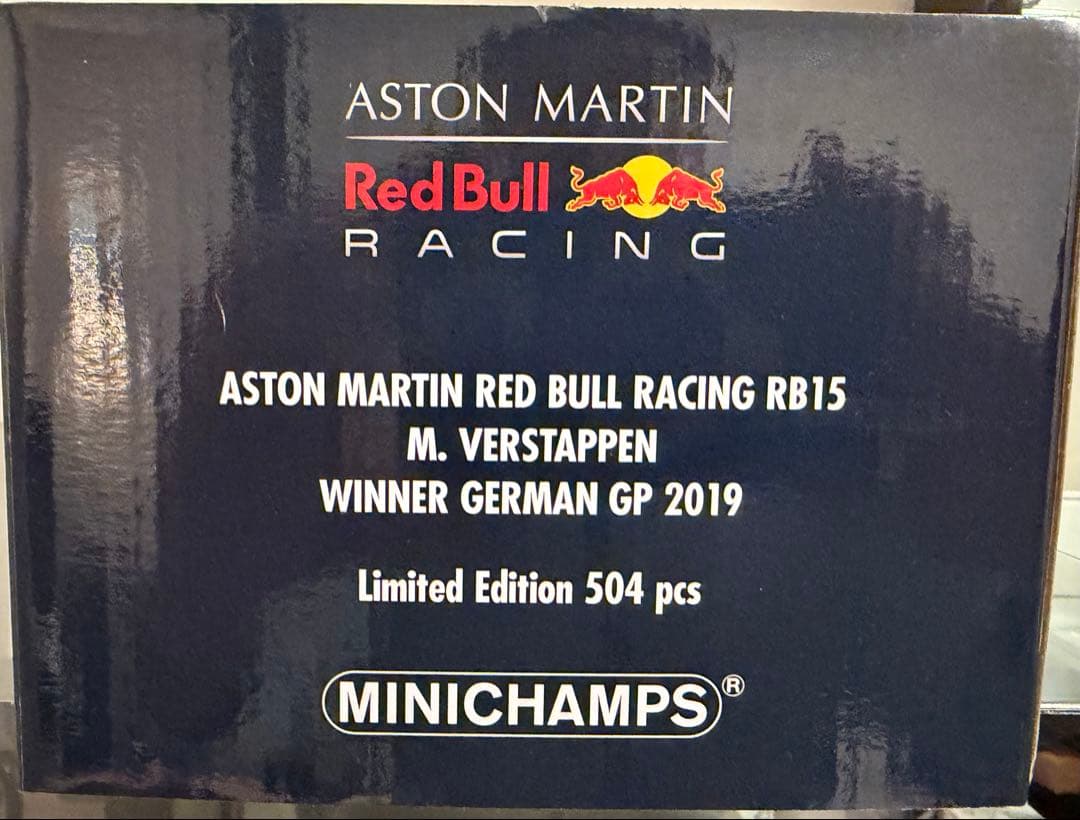 ASTON MARTIN
Red Bull
RACING
ASTON MARTIN RED BULL RACING RB15
M. VERSTAPPEN
WINNER GERMAN GP 2019
Limited Edition 504 pcs
MINICHAMPS®